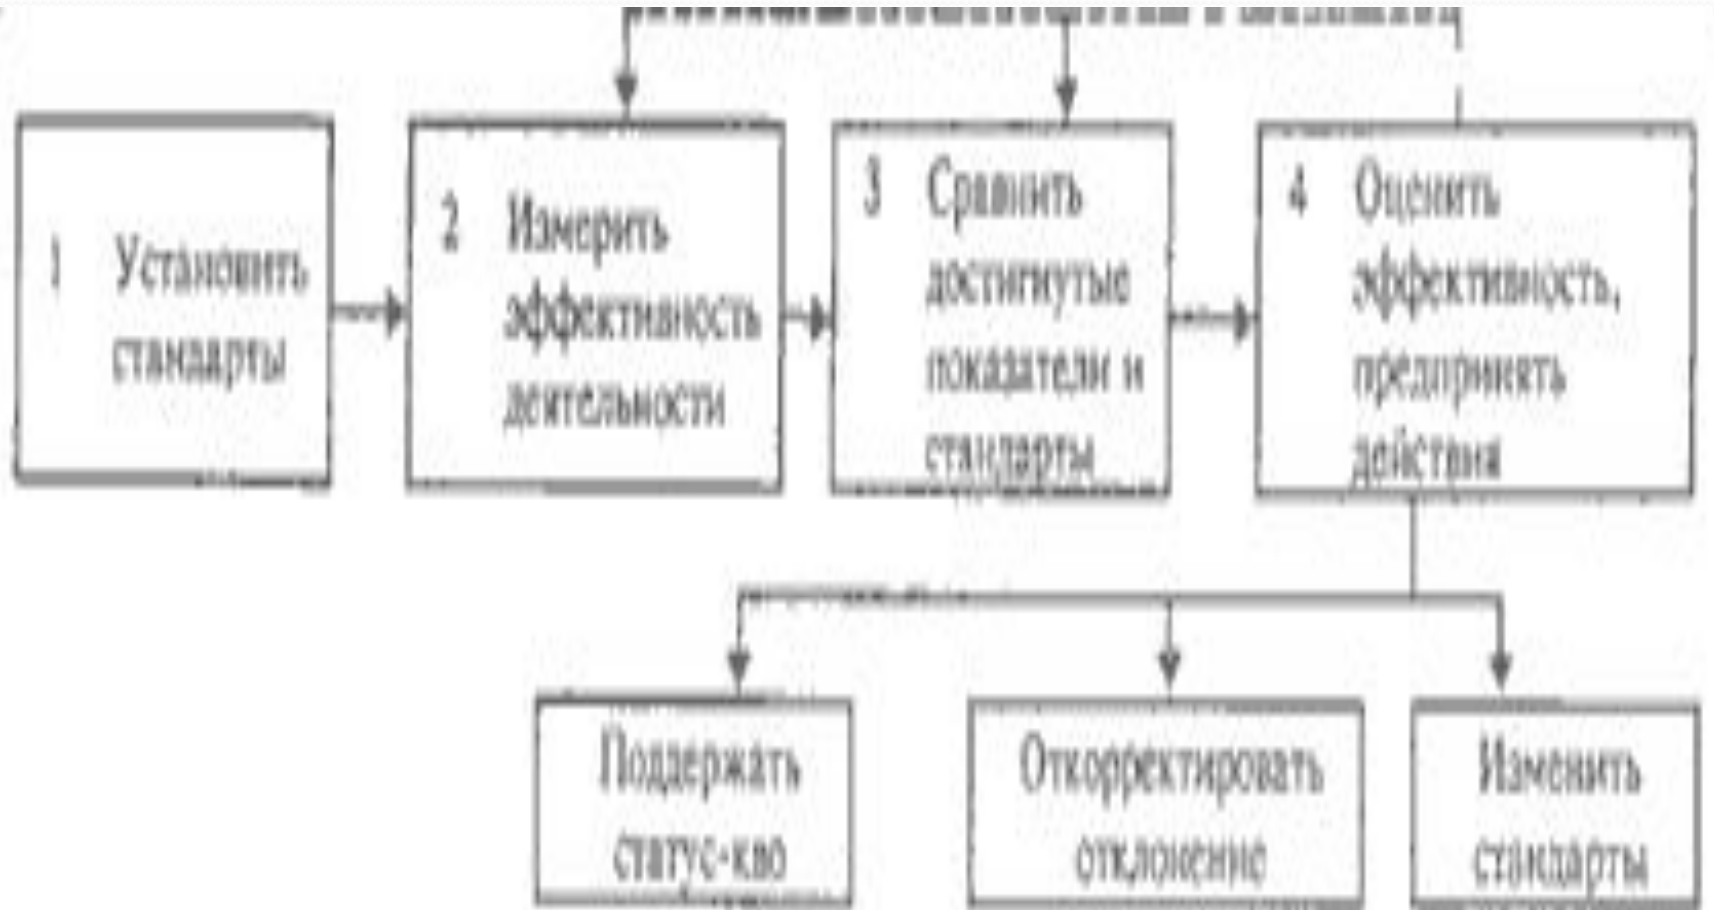 1 Установить
стандарты
2 Измерить
эффективность
деятельности
3 Сравнить
достигнутые
показатели и
стандарты
4 Оценить
эффективность,
предпринять
действия
Поддержать
статус-кво
Откорректировать
отклонение
Изменить
стандарты